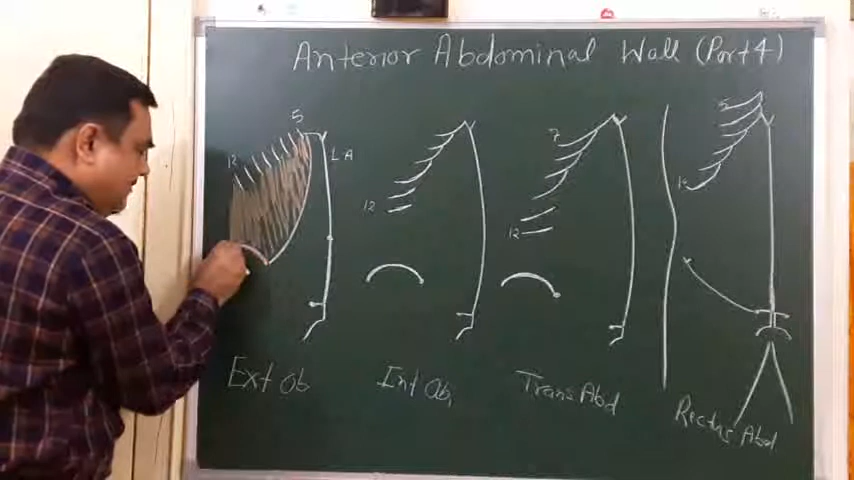 Anterior Abdominal Wall (Part 4)
5
12
LA
12
7
12
5
Ext Ob
Int Ob
Trans Abd
Rectus Abd